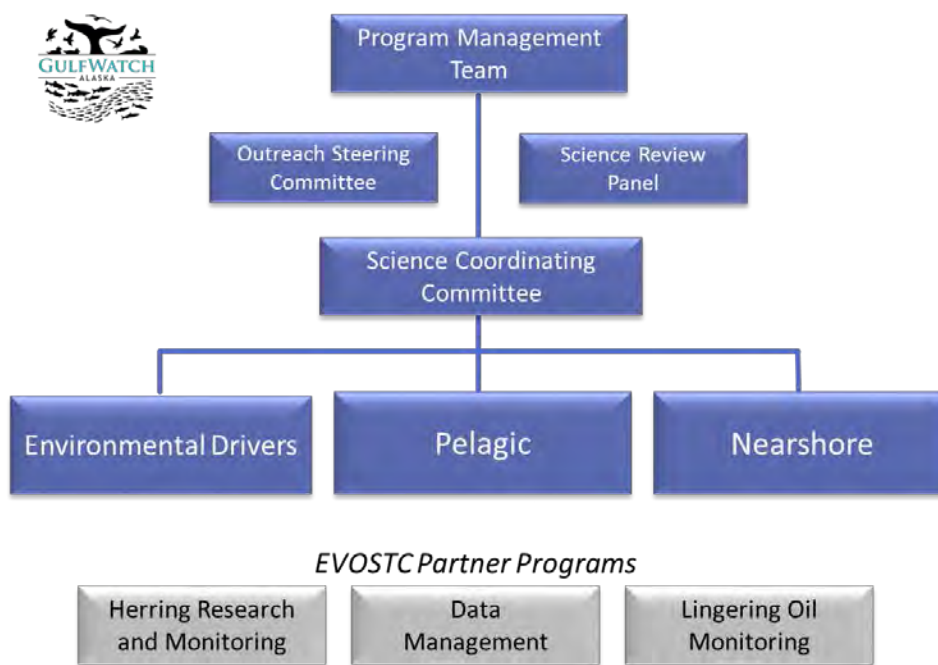 GULFWATCH
ALASKA
Program Management
Team
Outreach Steering
Committee
Science Review
Panel
Science Coordinating
Committee
Environmental Drivers
Pelagic
Nearshore
EVOSTC Partner Programs
Herring Research
and Monitoring
Data
Management
Lingering Oil
Monitoring